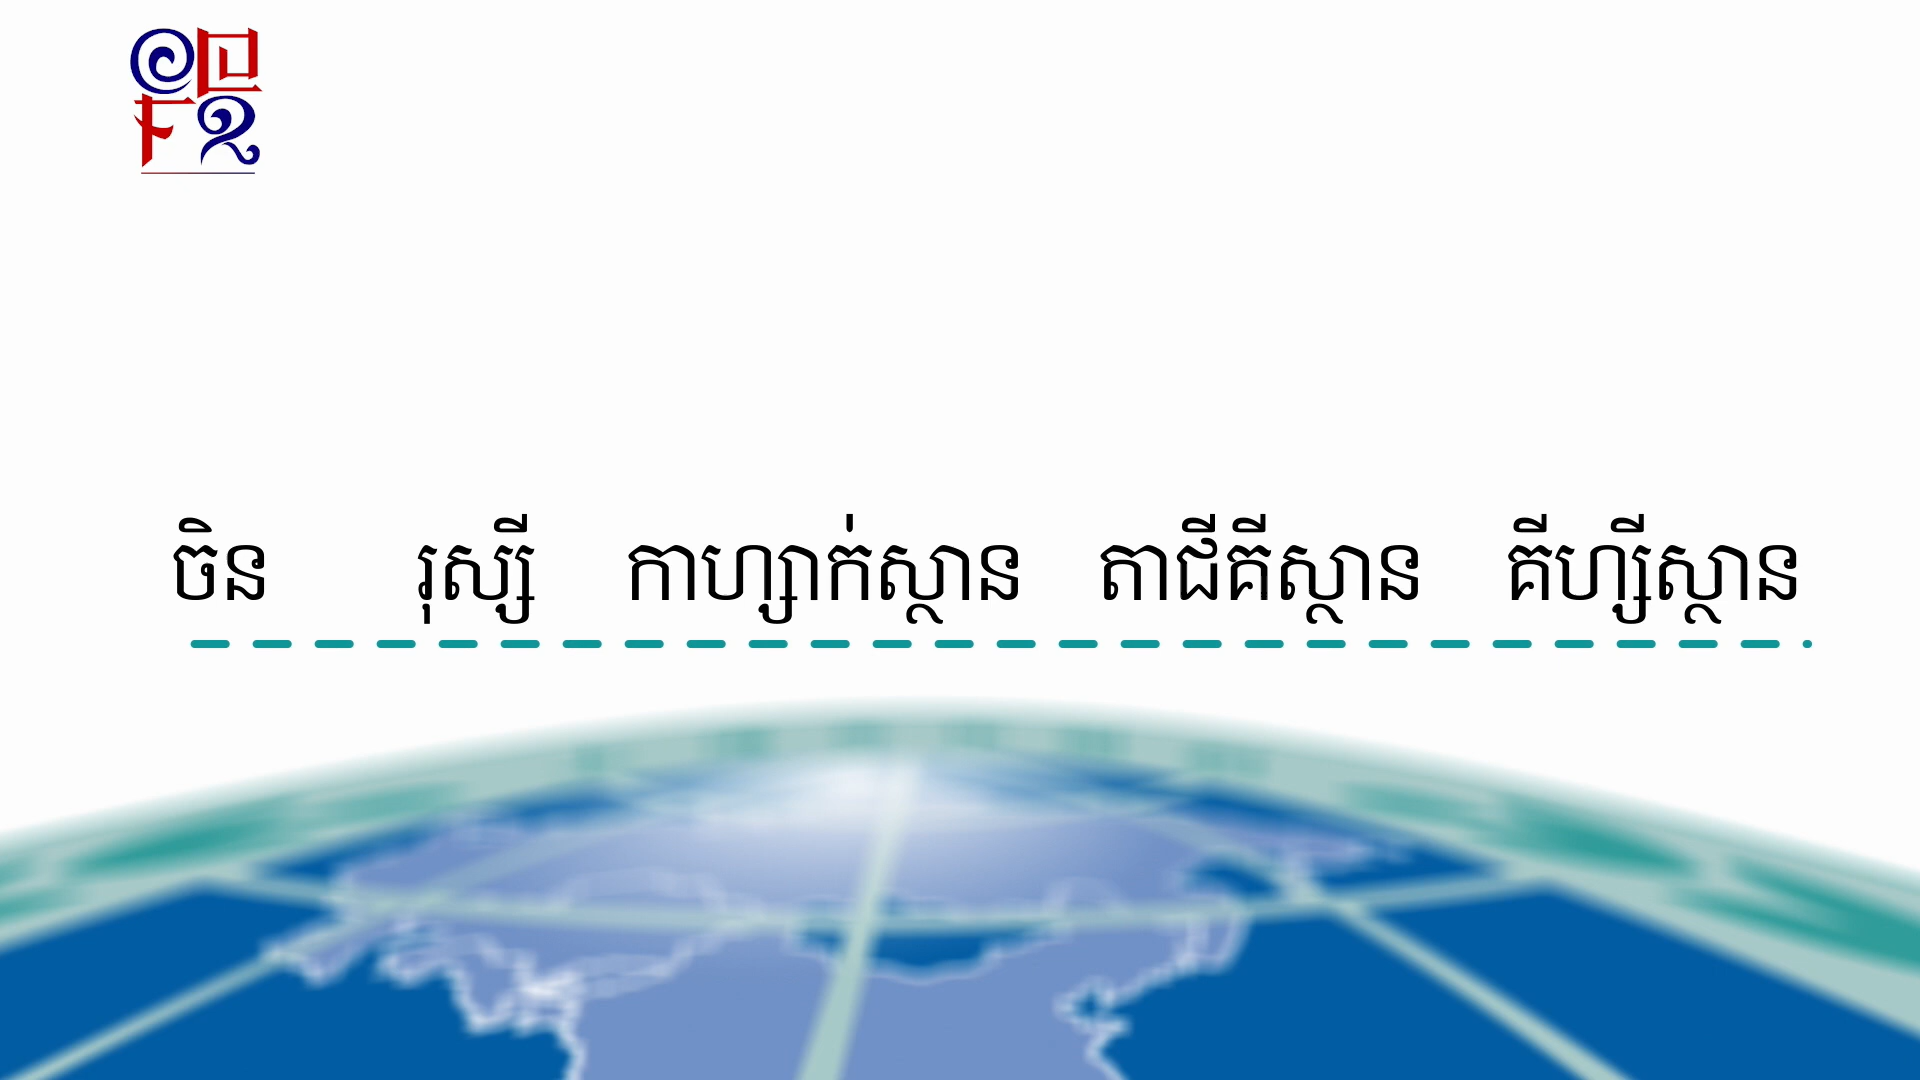 ចិន រុស្ស៊ី កាហ្សាក់ស្ថាន តាជីគីស្ថាន គីហ្ស៊ីស្ថាន